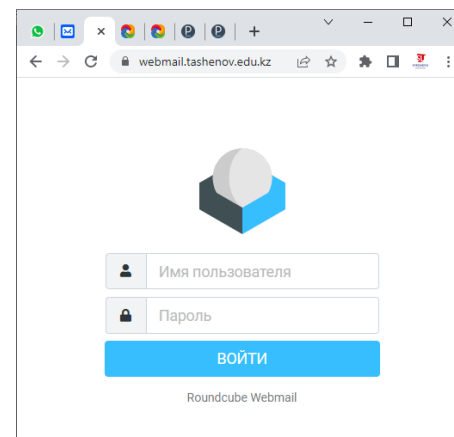 webmail.tashenov.edu.kz
Имя пользователя
Пароль
ВОЙТИ
Roundcube Webmail